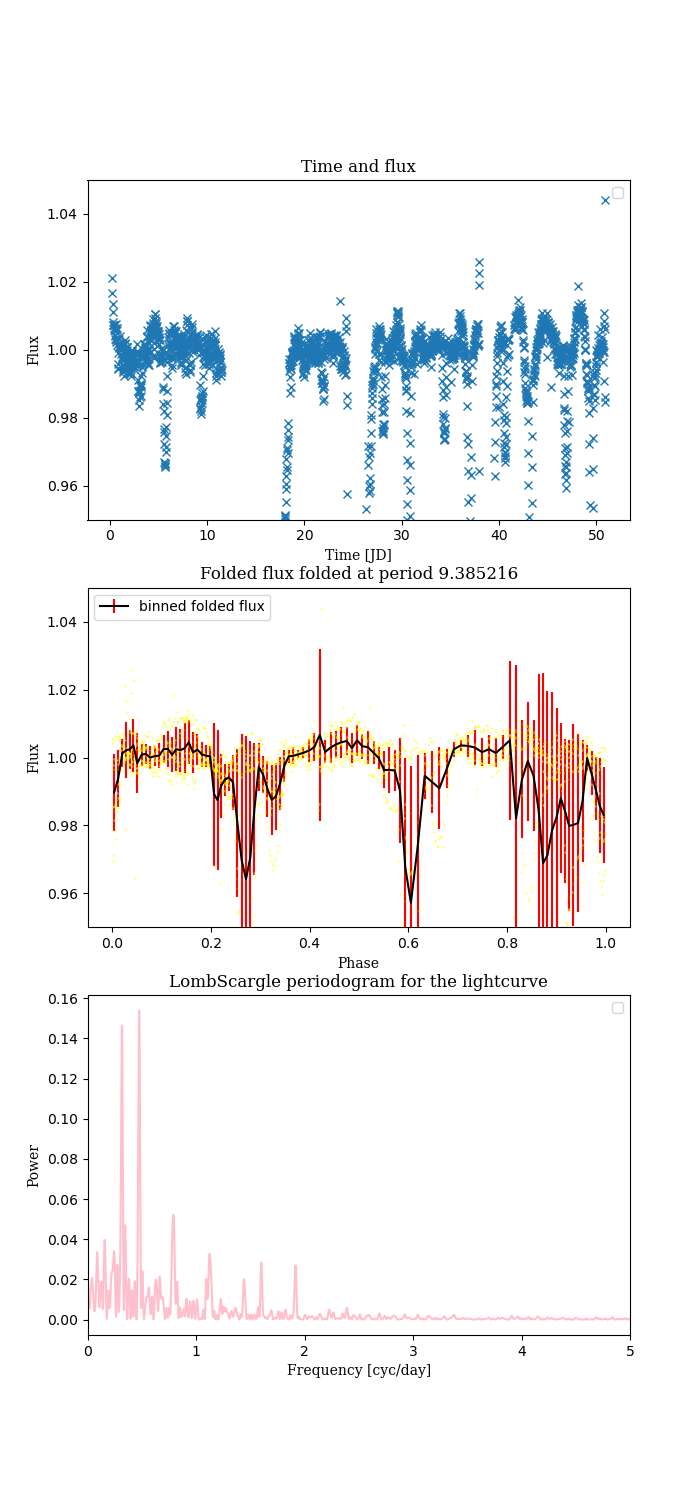 Time and flux
1.04
1.02
1.00
0.98
0.96
Flux
0 10 20 30 40 50
Time [JD]
Folded flux folded at period 9.385216
binned folded flux
1.04
1.02
1.00
0.98
0.96
Flux
0.0 0.2 0.4 0.6 0.8 1.0
Phase
LombScargle periodogram for the lightcurve
0.16
0.14
0.12
0.10
0.08
0.06
0.04
0.02
0.00
Power
0 1 2 3 4 5
Frequency [cyc/day]